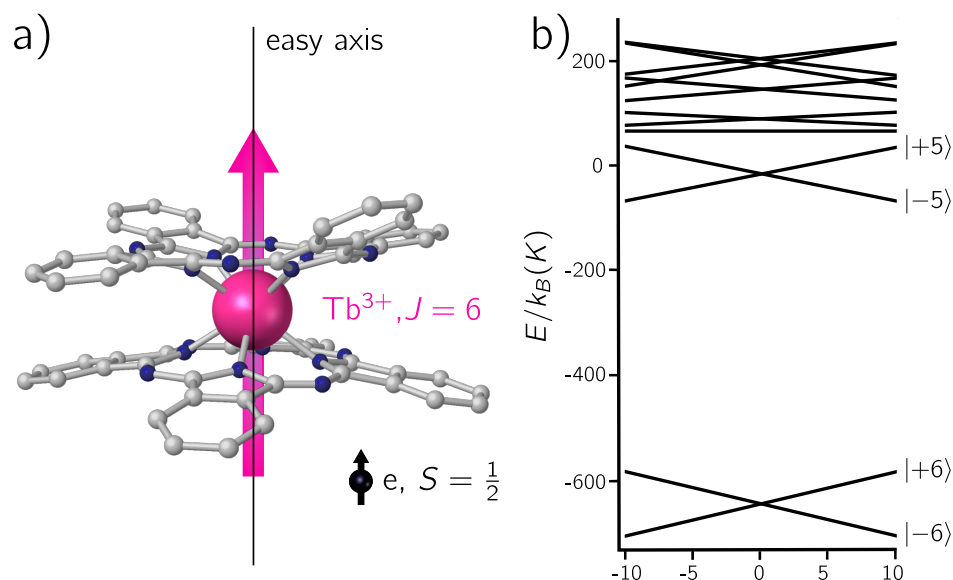 a)
easy axis
Tb³⁺, J = 6
e, S = 1/2
b)
E/k_B(K)
200
0
-200
-400
-600
-10
-5
0
5
10
|+5⟩
|−5⟩
|+6⟩
|−6⟩